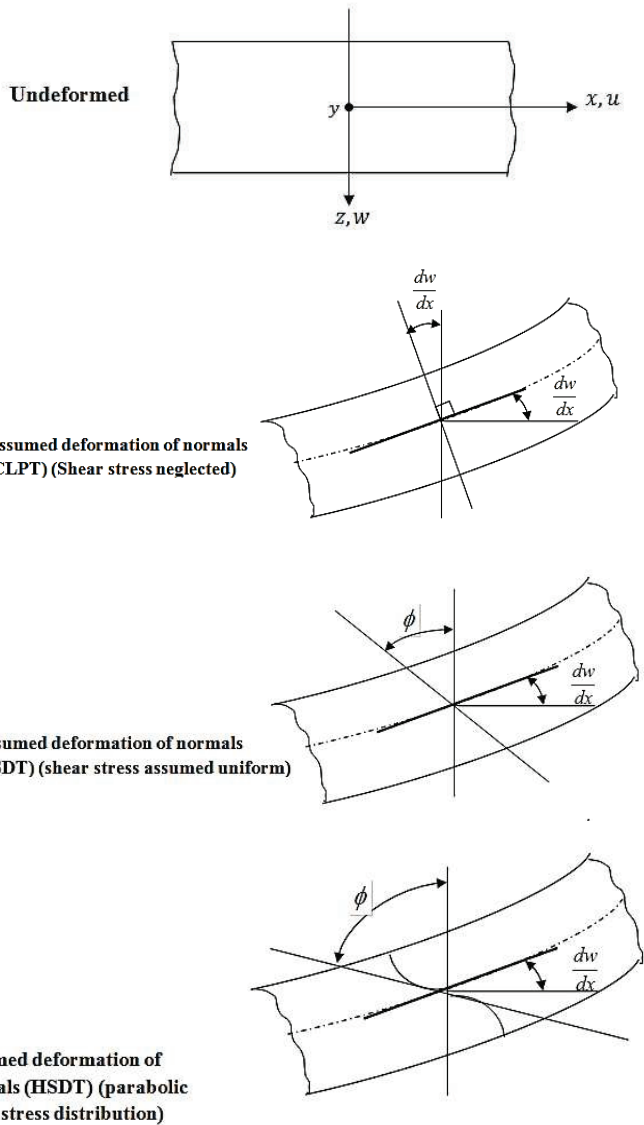 Undeformed
y
x, u
z, w
dw
dx
dw
dx
ssumed deformation of normals
CLPT) (Shear stress neglected)
ϕ
dw
dx
sumed deformation of normals
SDT) (shear stress assumed uniform)
ϕ
dw
dx
med deformation of
als (HSDT) (parabolic
stress distribution)